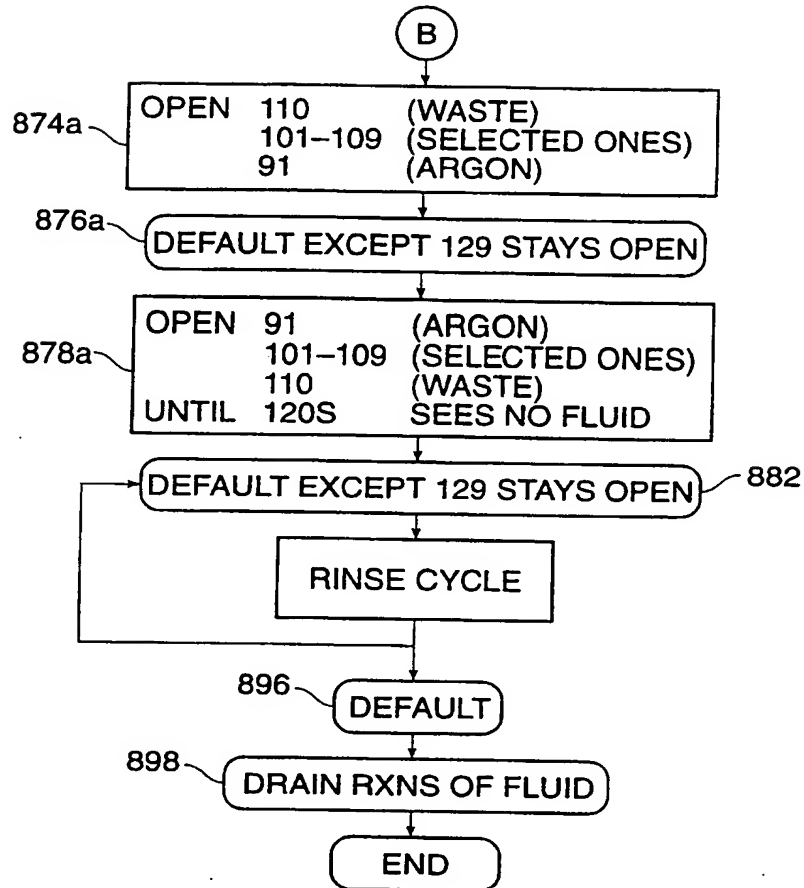 B
874a
OPEN 110 (WASTE)
101–109 (SELECTED ONES)
91 (ARGON)
876a
DEFAULT EXCEPT 129 STAYS OPEN
878a
OPEN 91 (ARGON)
101–109 (SELECTED ONES)
110 (WASTE)
UNTIL 120S SEES NO FLUID
DEFAULT EXCEPT 129 STAYS OPEN
882
RINSE CYCLE
896
DEFAULT
898
DRAIN RXNS OF FLUID
END